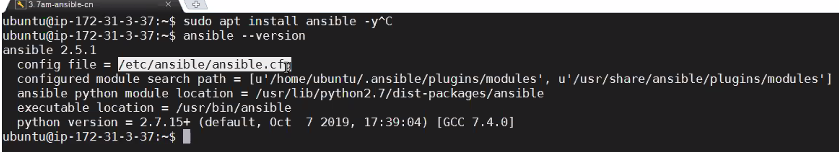 3. 7am-ansible-cn
ubuntu@ip-172-31-3-37:~$ sudo apt install ansible -y^C
ubuntu@ip-172-31-3-37:~$ ansible --version
ansible 2.5.1
  config file = /etc/ansible/ansible.cfg
  configured module search path = [u'/home/ubuntu/.ansible/plugins/modules', u'/usr/share/ansible/plugins/modules']
  ansible python module location = /usr/lib/python2.7/dist-packages/ansible
  executable location = /usr/bin/ansible
  python version = 2.7.15+ (default, Oct  7 2019, 17:39:04) [GCC 7.4.0]
ubuntu@ip-172-31-3-37:~$